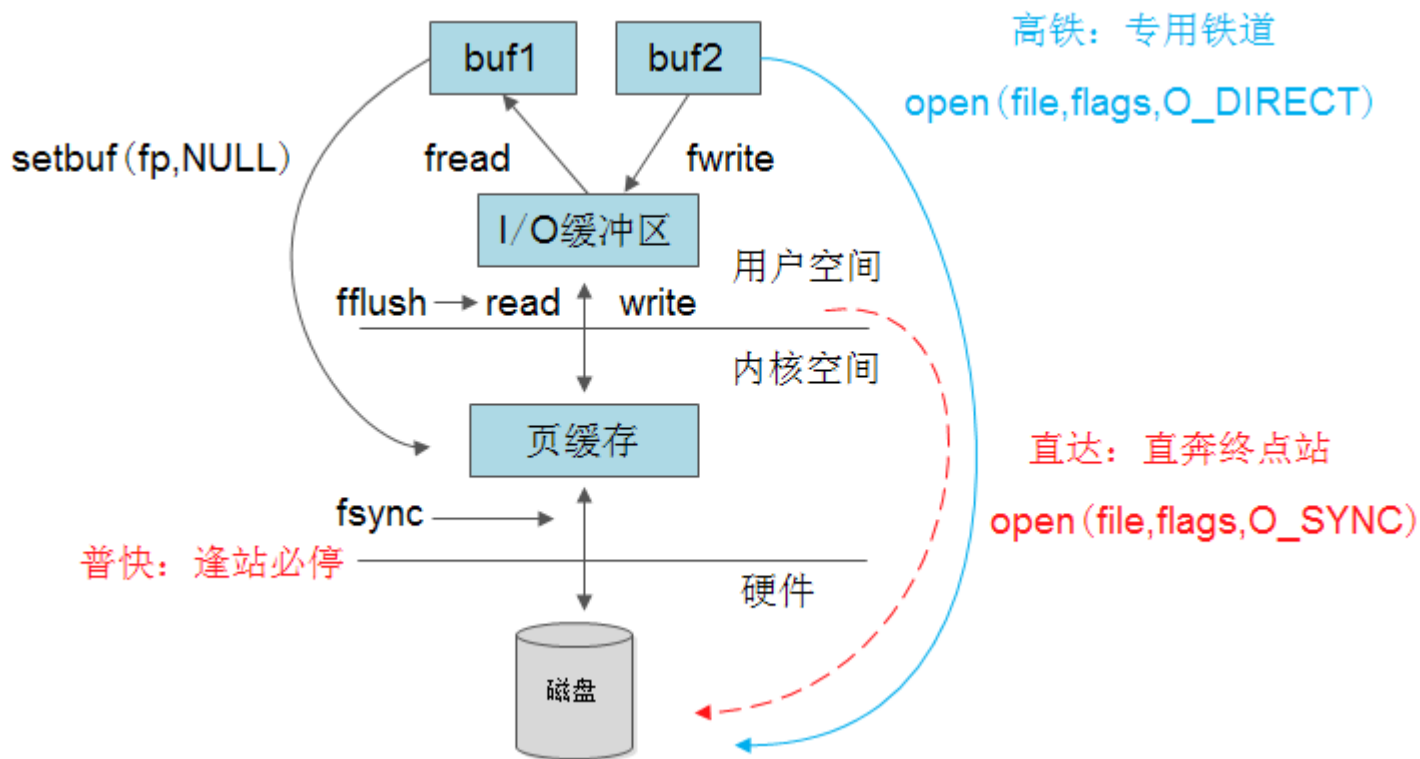 buf1
buf2
高铁：专用铁道
open(file,flags,O_DIRECT)
setbuf(fp,NULL)
fread
fwrite
I/O缓冲区
用户空间
fflush
read
write
内核空间
页缓存
直达：直奔终点站
open(file,flags,O_SYNC)
fsync
普快：逢站必停
硬件
磁盘